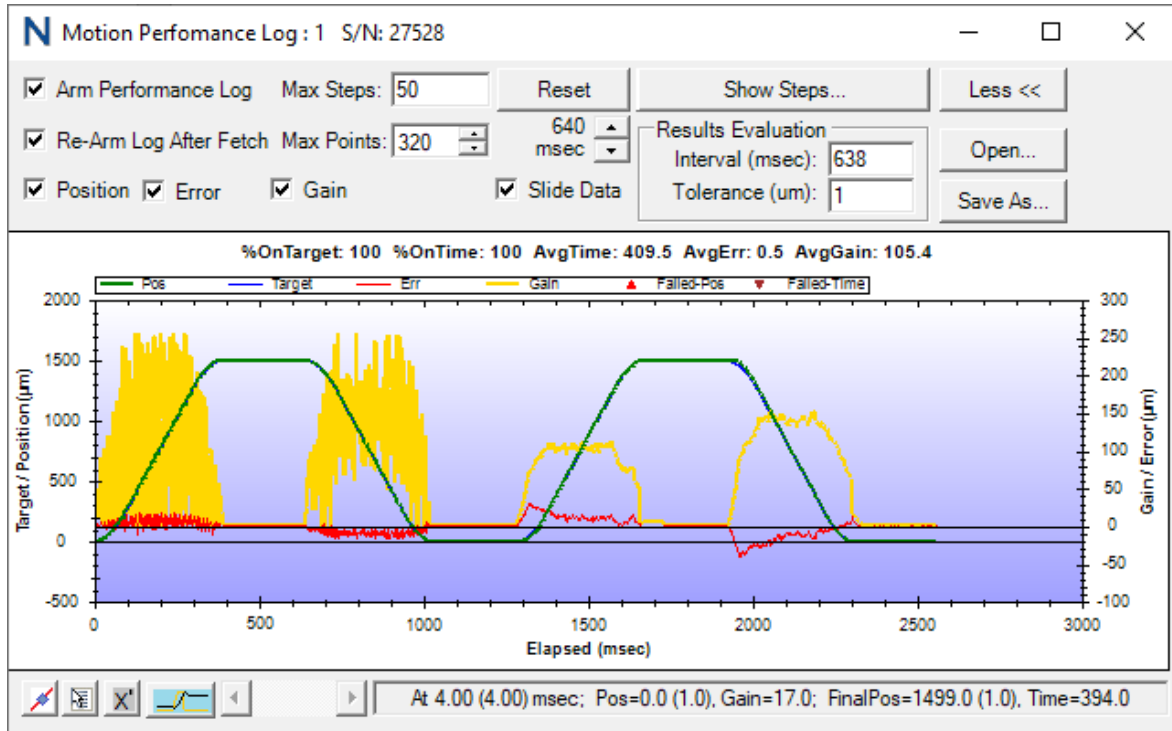 N Motion Perfomance Log : 1 S/N: 27528
Arm Performance Log Max Steps: 50 Reset Show Steps... Less <<
Re-Arm Log After Fetch Max Points: 320 640 msec Results Evaluation Open...
Interval (msec): 638
Position Error Gain Slide Data Tolerance (um): 1 Save As...
%OnTarget: 100 %OnTime: 100 AvgTime: 409.5 AvgErr: 0.5 AvgGain: 105.4
Pos Target Err Gain Failed-Pos Failed-Time
Target / Position (µm)
2000
1500
1000
500
0
-500
300
250
200
150
100
50
0
-50
-100
Gain / Error (µm)
0 500 1000 1500 2000 2500 3000
Elapsed (msec)
X' At 4.00 (4.00) msec; Pos=0.0 (1.0), Gain=17.0; FinalPos=1499.0 (1.0), Time=394.0